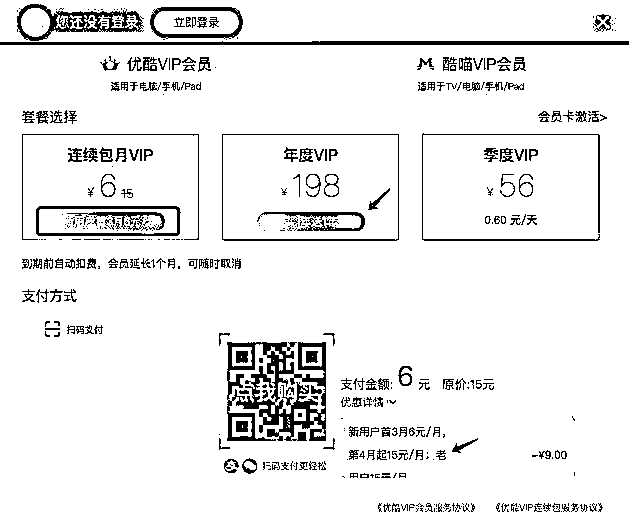 您还没有登录 立即登录
优酷VIP会员 酷喵VIP会员
适用于电脑/手机/Pad 适用于TV/电脑/手机/Pad
套餐选择 会员卡激活>
连续包月VIP 年度VIP 季度VIP
¥6 15 ¥198 ¥56
0.60 元/天
到期前自动扣费，会员延长1个月，可随时取消
支付方式
扫码支付
点我购买
支付金额: 6 元 原价:15元
优惠详情
新用户首3月6元/月，
第4月起15元/月；老 -¥9.00
用户15元/月
扫码支付更轻松
《优酷VIP会员服务协议》 《优酷VIP连续包服务协议》